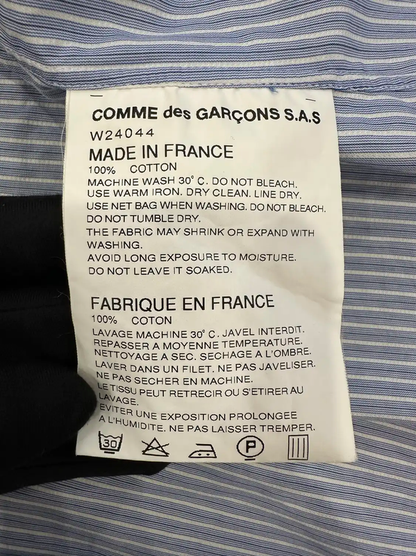 COMME des GARÇONS S.A.S
W24044
MADE IN FRANCE
100% COTTON
MACHINE WASH 30° C. DO NOT BLEACH.
USE WARM IRON. DRY CLEAN. LINE DRY.
USE NET BAG WHEN WASHING. DO NOT BLEACH.
DO NOT TUMBLE DRY.
THE FABRIC MAY SHRINK OR EXPAND WITH
WASHING.
AVOID LONG EXPOSURE TO MOISTURE.
DO NOT LEAVE IT SOAKED.
FABRIQUE EN FRANCE
100% COTON
LAVAGE MACHINE 30° C. JAVEL INTERDIT.
REPASSER A MOYENNE TEMPERATURE.
NETTOYAGE A SEC. SECHAGE A L'OMBRE.
LAVER DANS UN FILET. NE PAS JAVELISER.
NE PAS SECHER EN MACHINE.
LE TISSU PEUT RETRECIR OU S'ETIRER AU
LAVAGE.
EVITER UNE EXPOSITION PROLONGEE
A L'HUMIDITE. NE PAS LAISSER TREMPER.
30 P